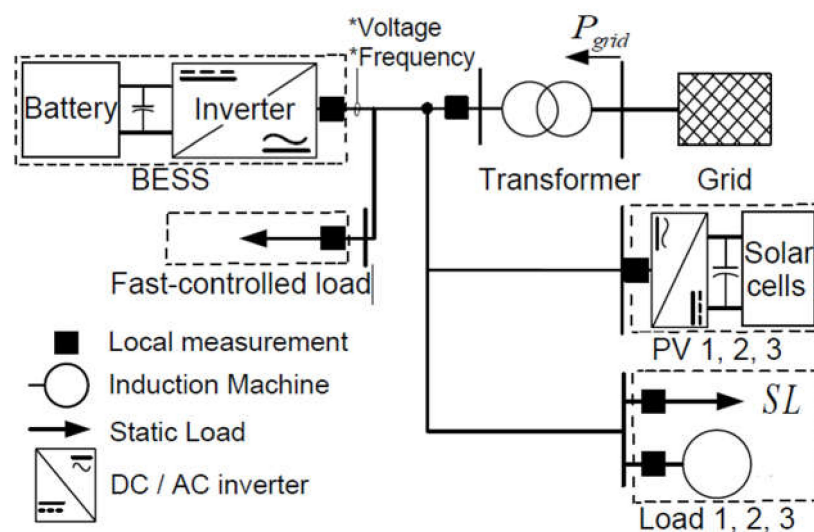 *Voltage
*Frequency
P_grid
Battery
Inverter
BESS
Transformer
Grid
Fast-controlled load
Solar
cells
PV 1, 2, 3
Local measurement
Induction Machine
Static Load
DC / AC inverter
SL
Load 1, 2, 3